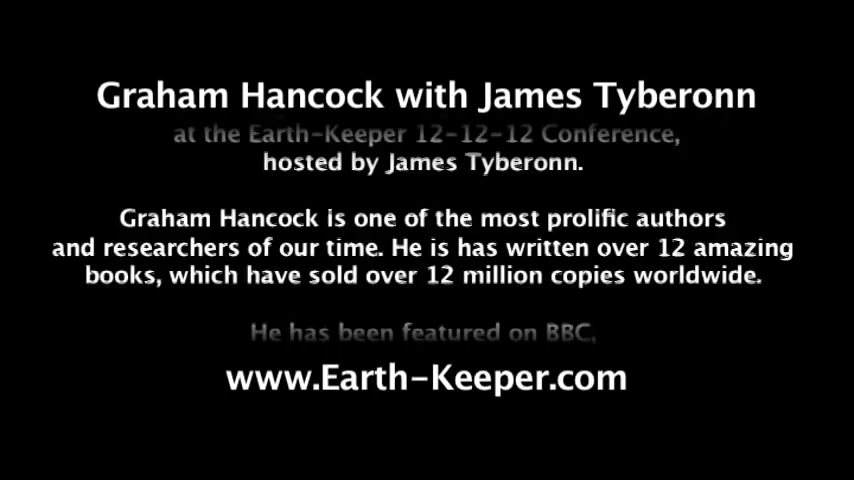 Graham Hancock with James Tyberonn
at the Earth-Keeper 12-12-12 Conference,
hosted by James Tyberonn.
Graham Hancock is one of the most prolific authors
and researchers of our time. He is has written over 12 amazing
books, which have sold over 12 million copies worldwide.
He has been featured on BBC,
www.Earth-Keeper.com